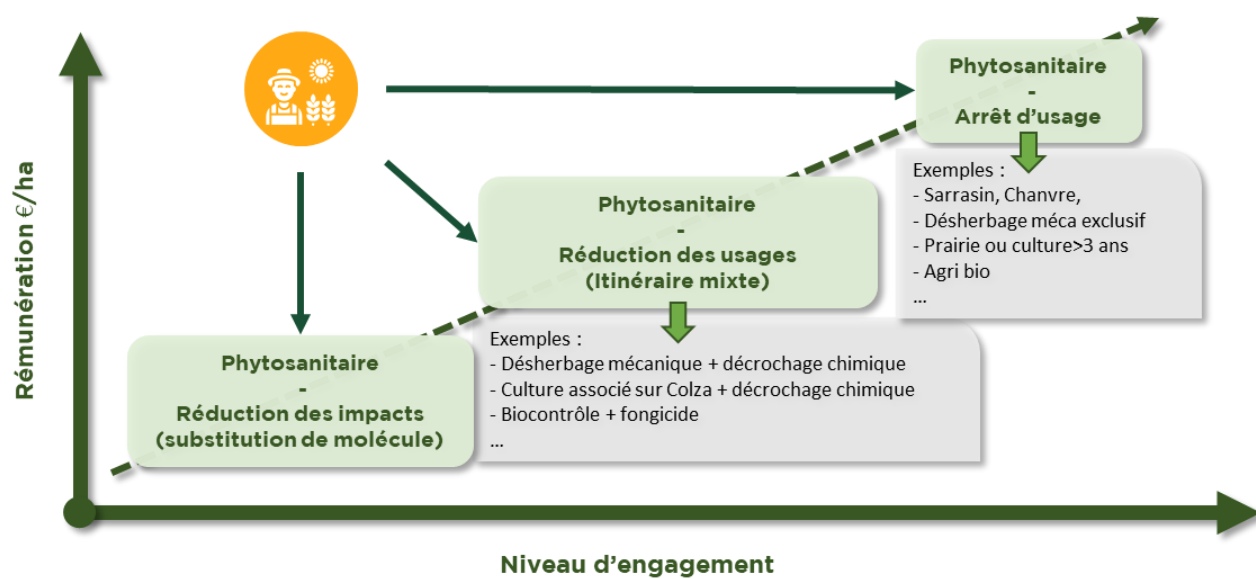 Rémunération €/ha
Phytosanitaire
-
Arrêt d'usage
Exemples :
- Sarrasin, Chanvre,
- Désherbage méca exclusif
- Prairie ou culture>3 ans
- Agri bio
...
Phytosanitaire
-
Réduction des usages
(Itinéraire mixte)
Exemples :
- Désherbage mécanique + décrochage chimique
- Culture associé sur Colza + décrochage chimique
- Biocontrôle + fongicide
...
Phytosanitaire
-
Réduction des impacts
(substitution de molécule)
Niveau d'engagement